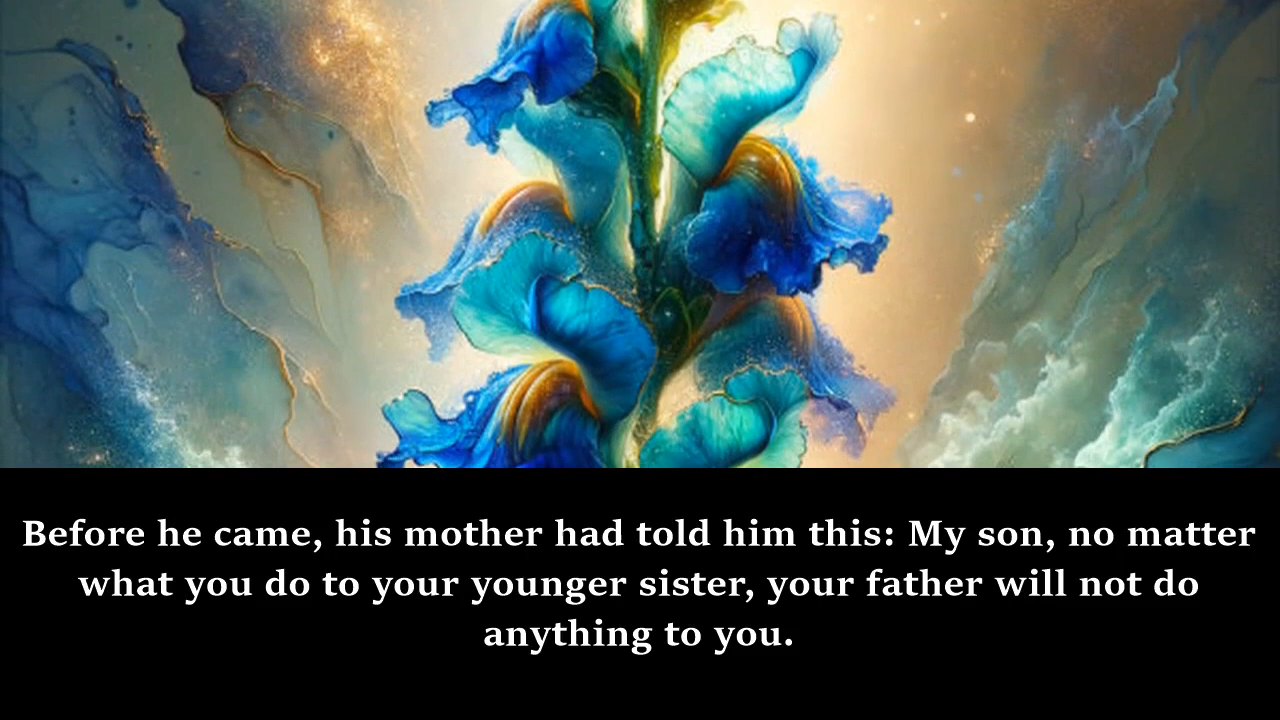 Before he came, his mother had told him this: My son, no matter
what you do to your younger sister, your father will not do
anything to you.